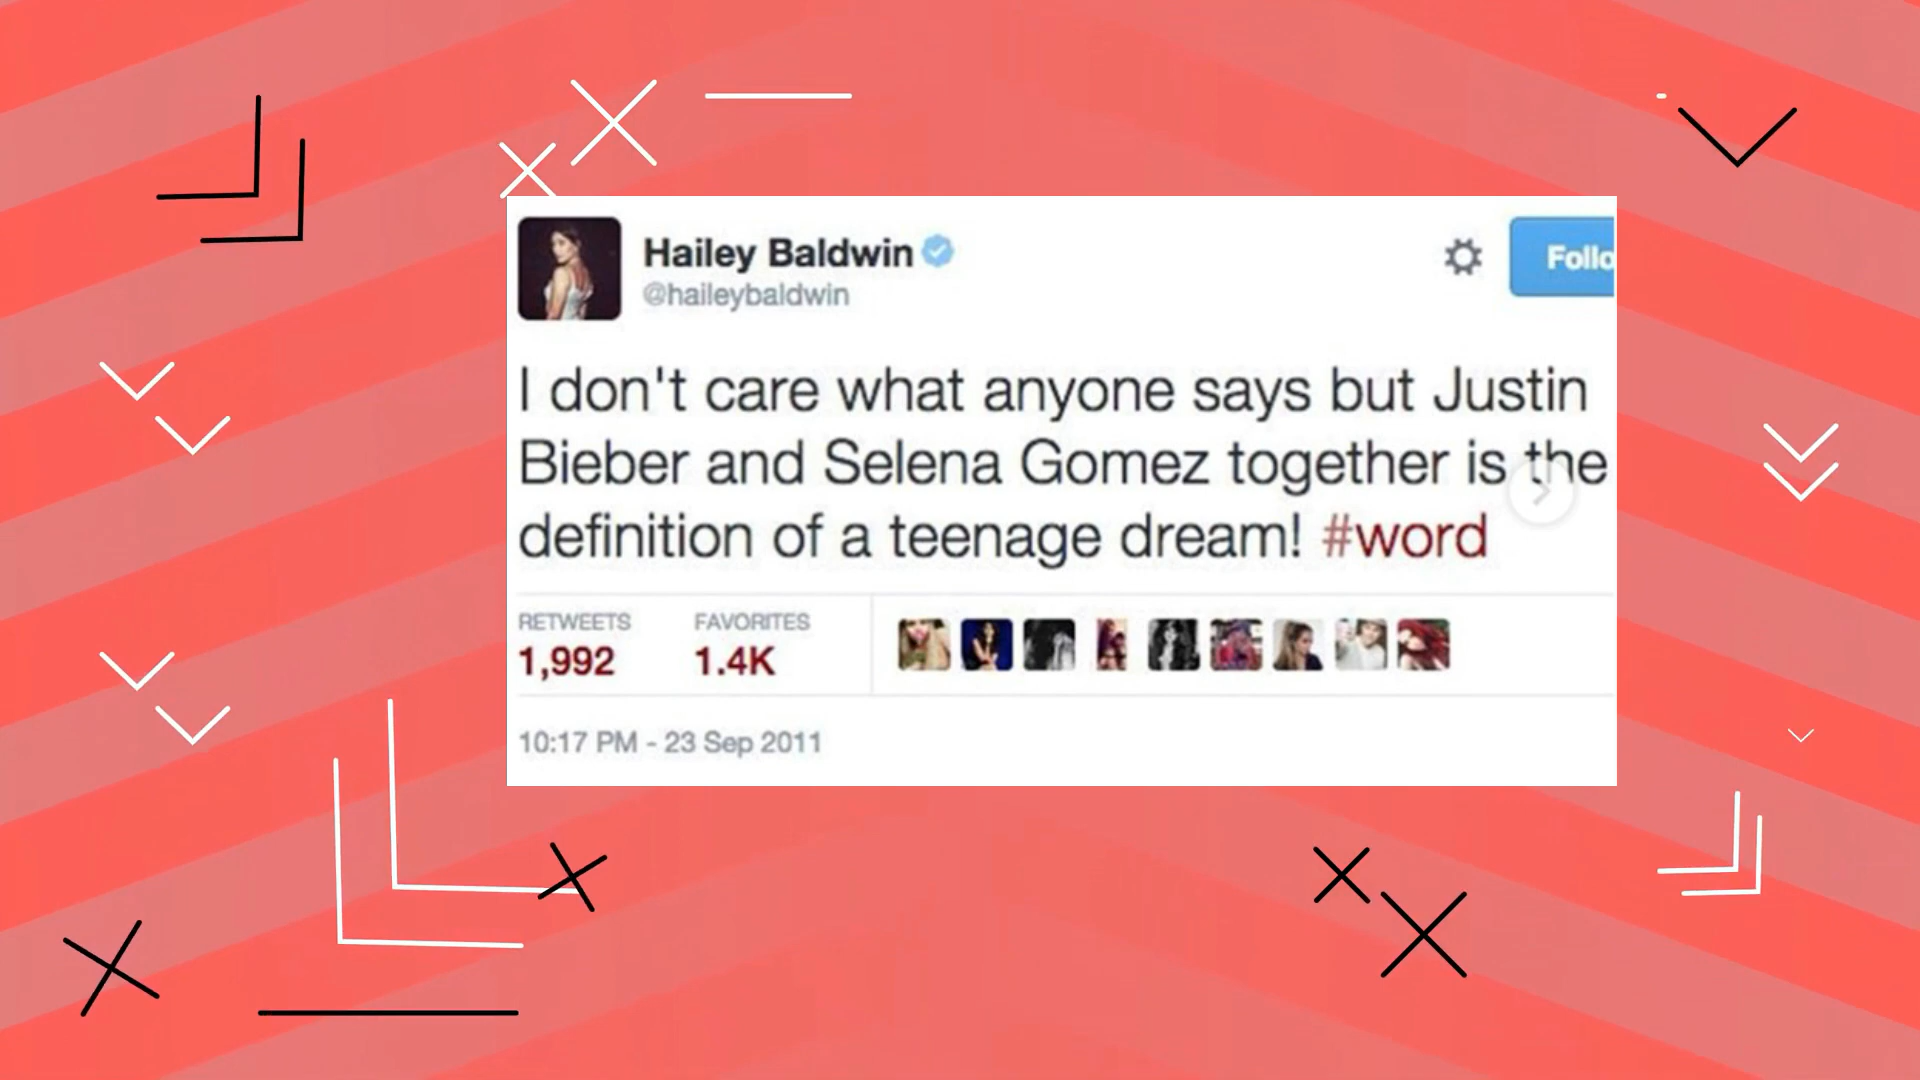 Hailey Baldwin
@haileybaldwin
Follo
I don't care what anyone says but Justin
Bieber and Selena Gomez together is the
definition of a teenage dream! #word
RETWEETS FAVORITES
1,992 1.4K
10:17 PM - 23 Sep 2011